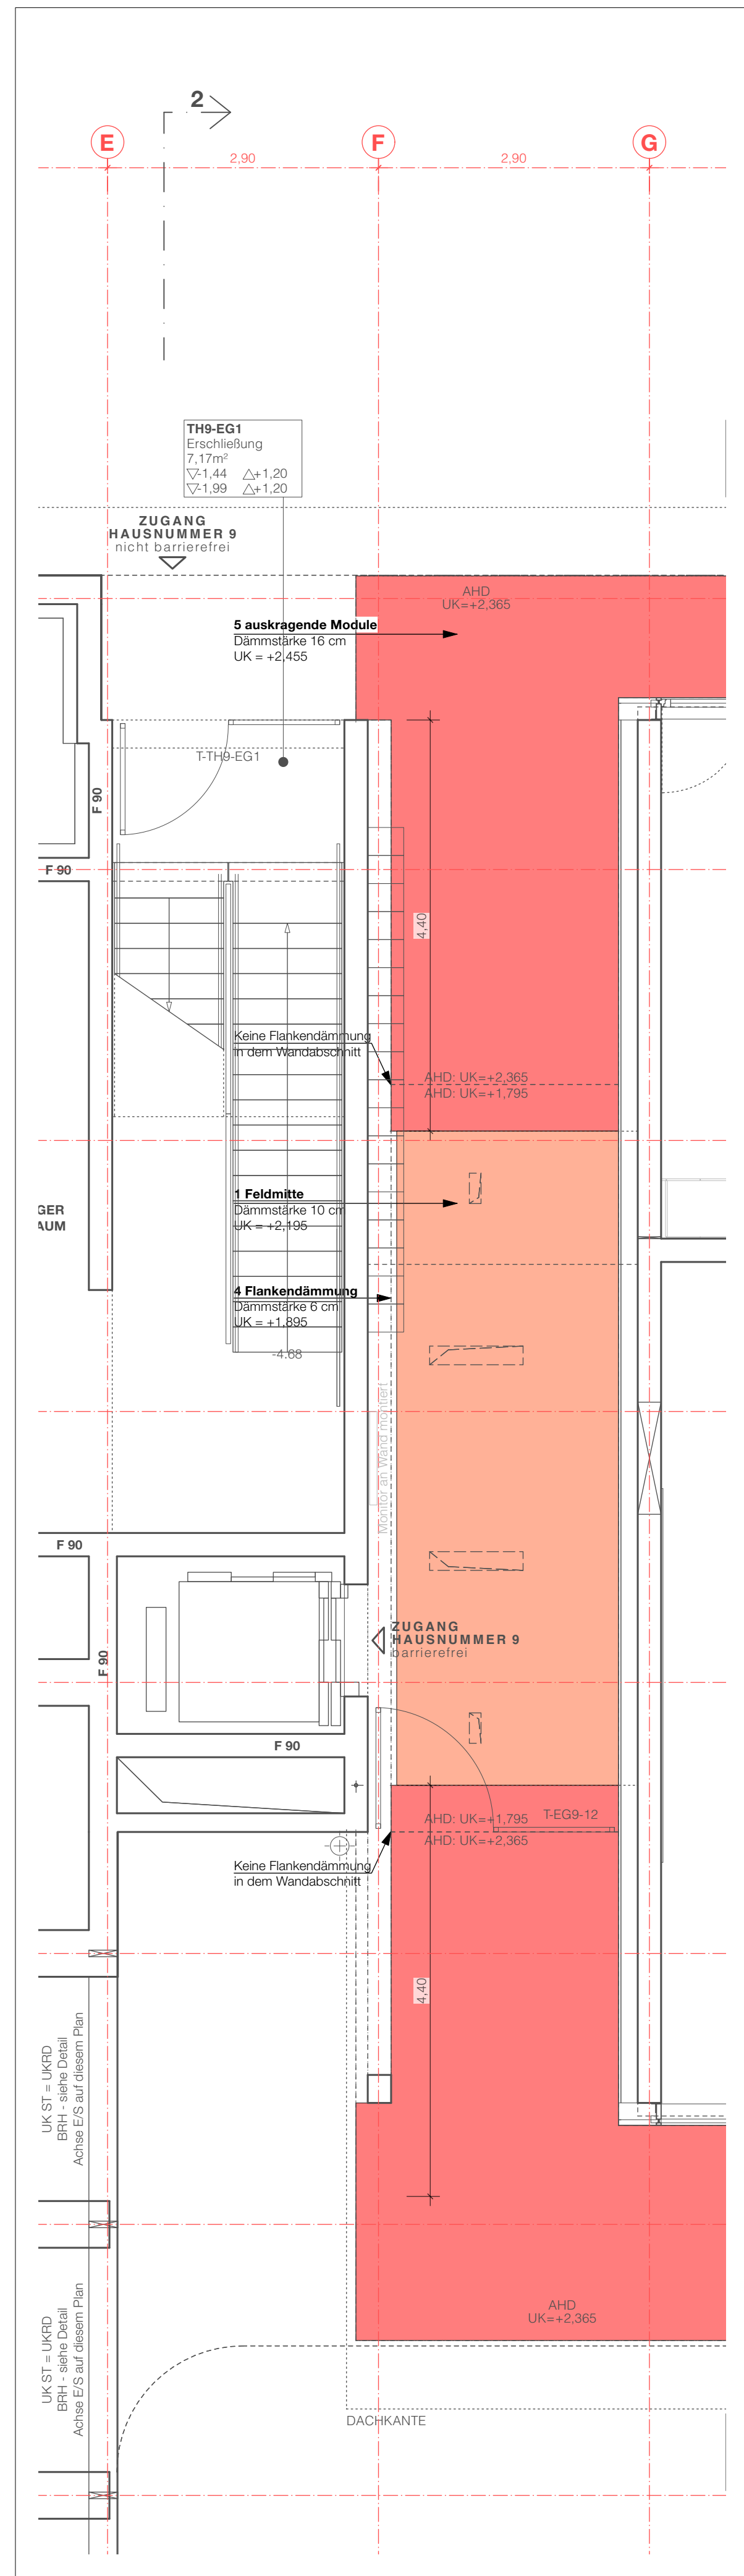 2
E
F
G
2,90
2,90
TH9-EG1
Erschließung
7,17m²
▽-1,44 △+1,20
▽-1,99 △+1,20
ZUGANG
HAUSNUMMER 9
nicht barrierefrei
AHD
UK=+2,365
5 auskragende Module
Dämmstärke 16 cm
UK = +2,455
T-TH9-EG1
F 90
F 90
4,40
Keine Flankendämmung
in dem Wandabschnitt
AHD: UK=+2,365
AHD: UK=+1,795
1 Feldmitte
Dämmstärke 10 cm
UK = +2,195
GER
AUM
4 Flankendämmung
Dämmstärke 6 cm
UK = +1,895
-4.68
Monitor an Wand montiert
F 90
ZUGANG
HAUSNUMMER 9
barrierefrei
F 90
F 90
AHD: UK=+1,795
T-EG9-12
AHD: UK=+2,365
Keine Flankendämmung
in dem Wandabschnitt
4,40
UK ST = UKRD
BRH - siehe Detail
Achse E/S auf diesem Plan
AHD
UK=+2,365
UK ST = UKRD
BRH - siehe Detail
Achse E/S auf diesem Plan
DACHKANTE